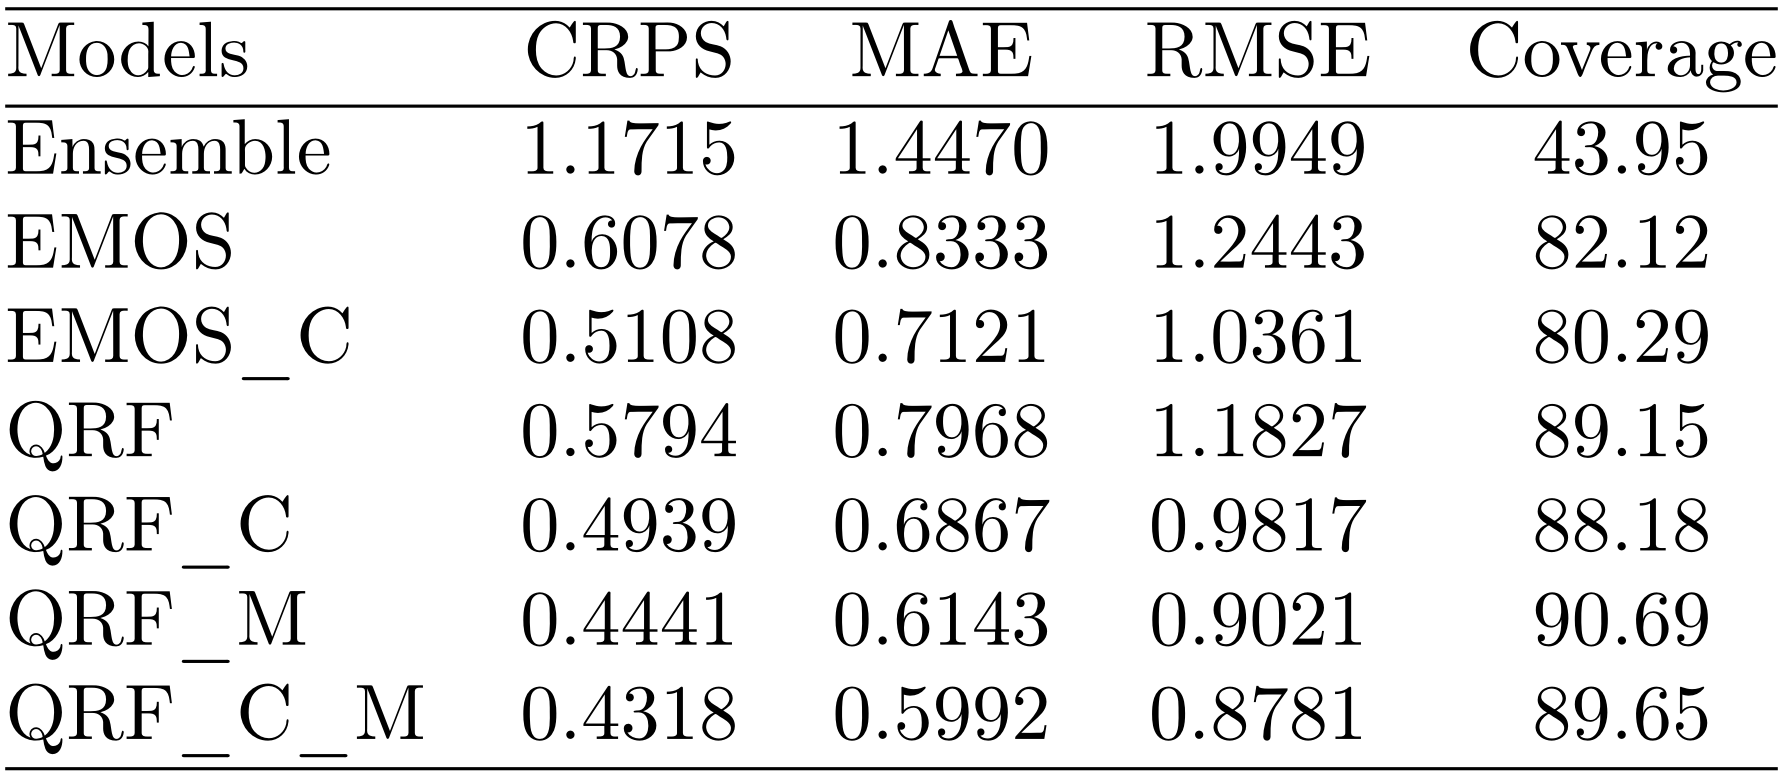 Models CRPS MAE RMSE Coverage
Ensemble 1.1715 1.4470 1.9949 43.95
EMOS 0.6078 0.8333 1.2443 82.12
EMOS_C 0.5108 0.7121 1.0361 80.29
QRF 0.5794 0.7968 1.1827 89.15
QRF_C 0.4939 0.6867 0.9817 88.18
QRF_M 0.4441 0.6143 0.9021 90.69
QRF_C_M 0.4318 0.5992 0.8781 89.65